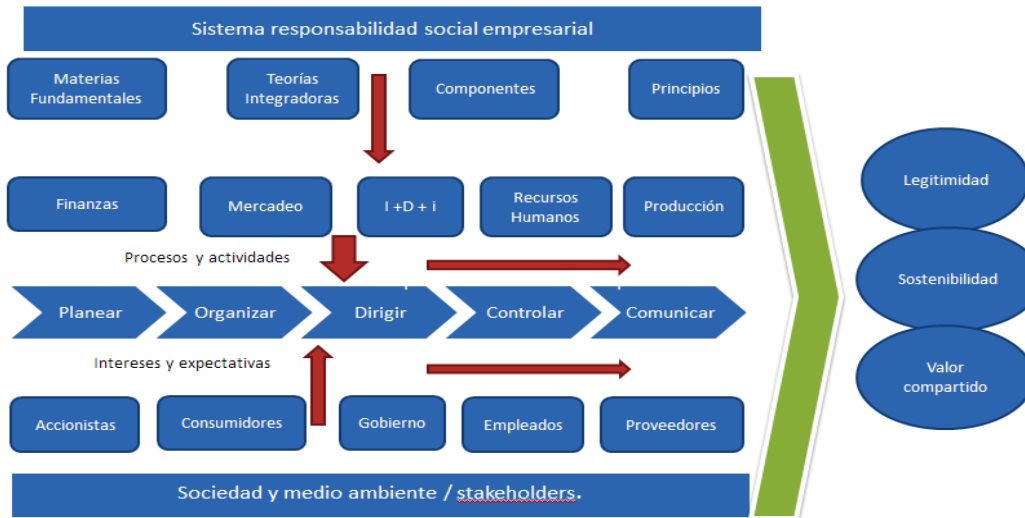 Sistema responsabilidad social empresarial
Materias
Fundamentales
Teorías
Integradoras
Componentes
Principios
Finanzas
Mercadeo
I +D + i
Recursos
Humanos
Producción
Procesos y actividades
Planear
Organizar
Dirigir
Controlar
Comunicar
Intereses y expectativas
Accionistas
Consumidores
Gobierno
Empleados
Proveedores
Sociedad y medio ambiente / stakeholders.
Legitimidad
Sostenibilidad
Valor
compartido